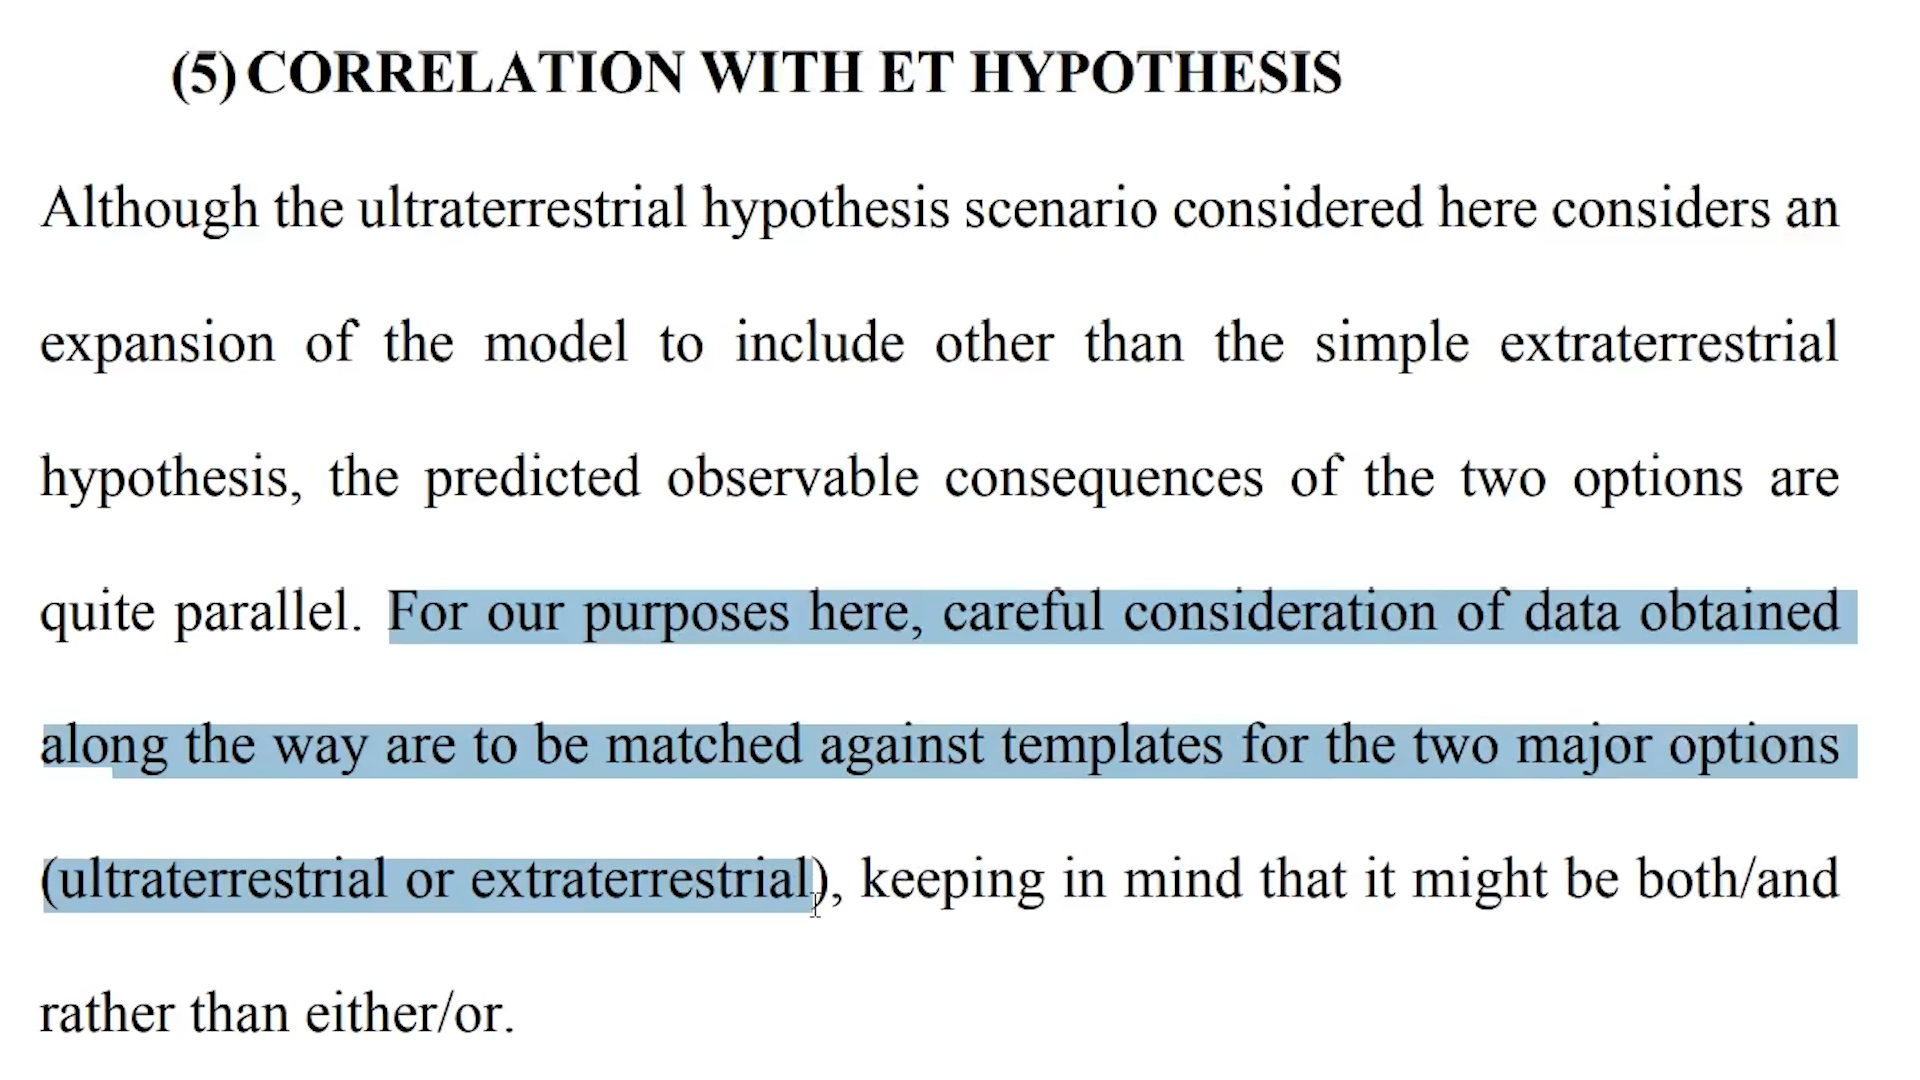 (5) CORRELATION WITH ET HYPOTHESIS
Although the ultraterrestrial hypothesis scenario considered here considers an
expansion of the model to include other than the simple extraterrestrial
hypothesis, the predicted observable consequences of the two options are
quite parallel. For our purposes here, careful consideration of data obtained
along the way are to be matched against templates for the two major options
(ultraterrestrial or extraterrestrial), keeping in mind that it might be both/and
rather than either/or.